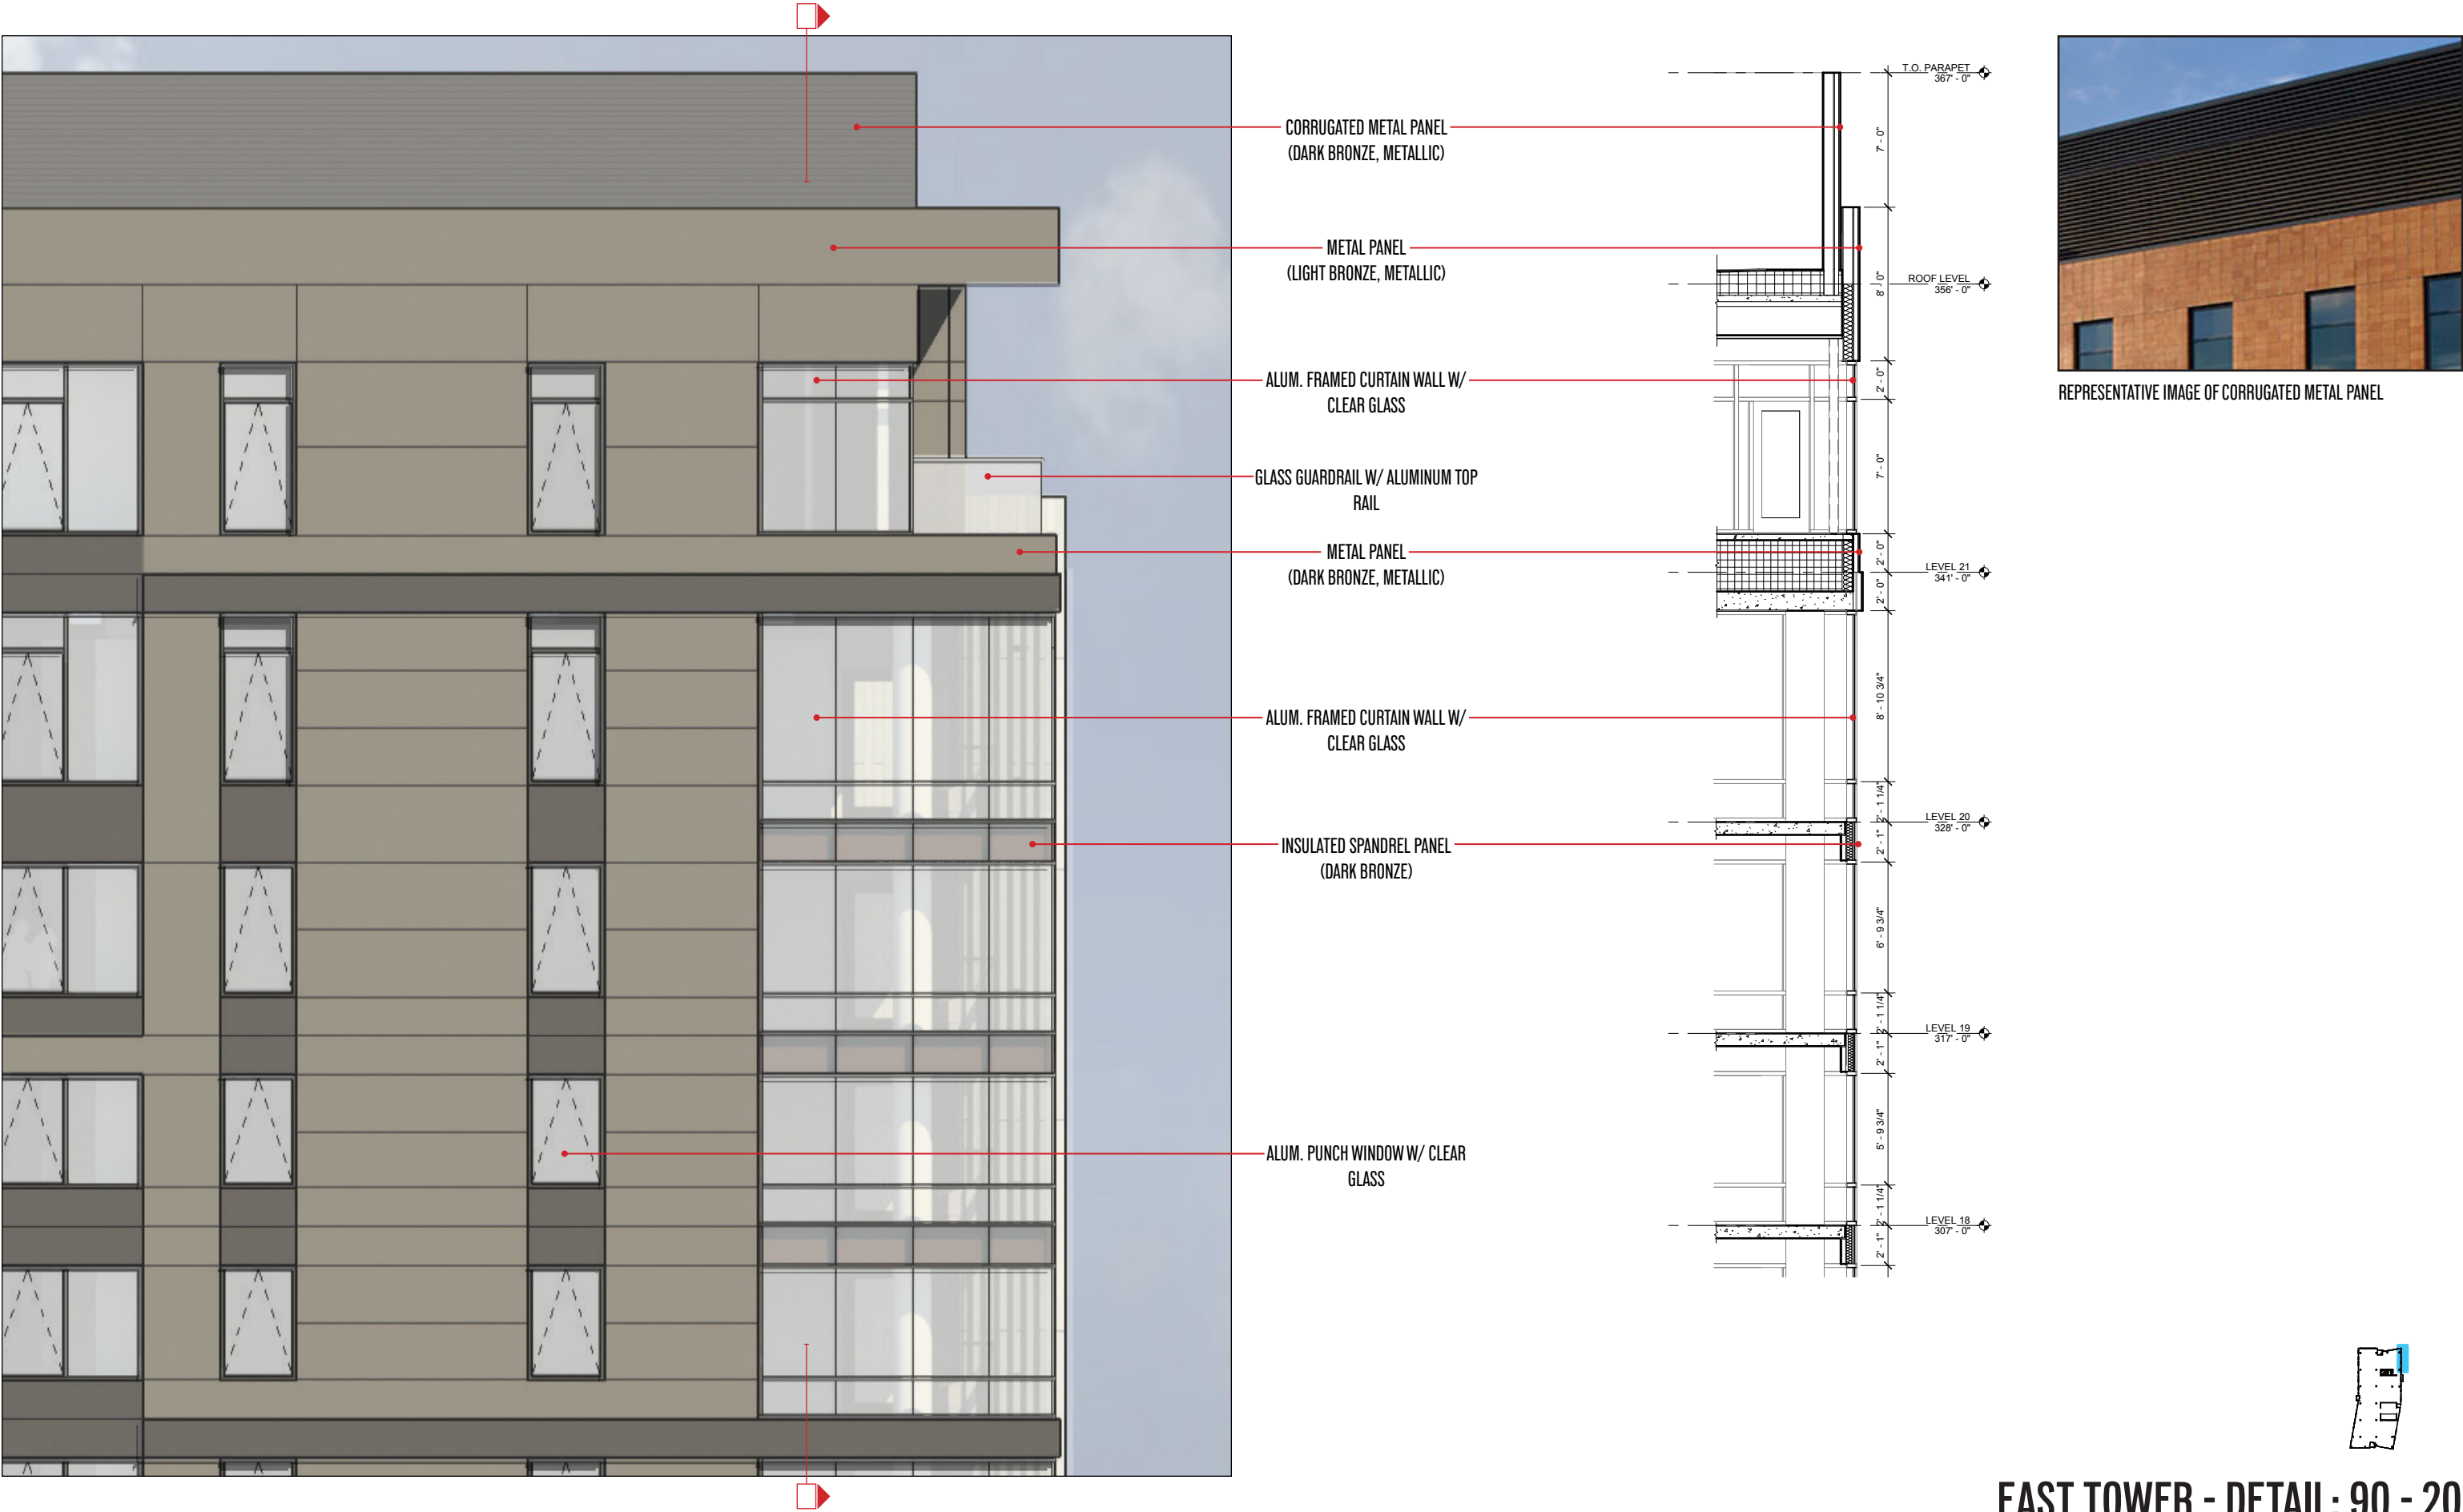 CORRUGATED METAL PANEL
(DARK BRONZE, METALLIC)
METAL PANEL
(LIGHT BRONZE, METALLIC)
ALUM. FRAMED CURTAIN WALL W/
CLEAR GLASS
GLASS GUARDRAIL W/ ALUMINUM TOP
RAIL
METAL PANEL
(DARK BRONZE, METALLIC)
ALUM. FRAMED CURTAIN WALL W/
CLEAR GLASS
INSULATED SPANDREL PANEL
(DARK BRONZE)
ALUM. PUNCH WINDOW W/ CLEAR
GLASS
7' - 0"
8' - 0"
2' - 0"
7' - 0"
2' - 0"
2' - 0"
8' - 10 3/4"
2' - 1 1/4"
2' - 1"
6' - 9 3/4"
2' - 1 1/4"
2' - 1"
5' - 9 3/4"
2' - 1 1/4"
2' - 1"
T.O. PARAPET
367' - 0"
ROOF LEVEL
356' - 0"
LEVEL 21
341' - 0"
LEVEL 20
328' - 0"
LEVEL 19
317' - 0"
LEVEL 18
307' - 0"
REPRESENTATIVE IMAGE OF CORRUGATED METAL PANEL
EAST TOWER - DETAIL: 90 - 20